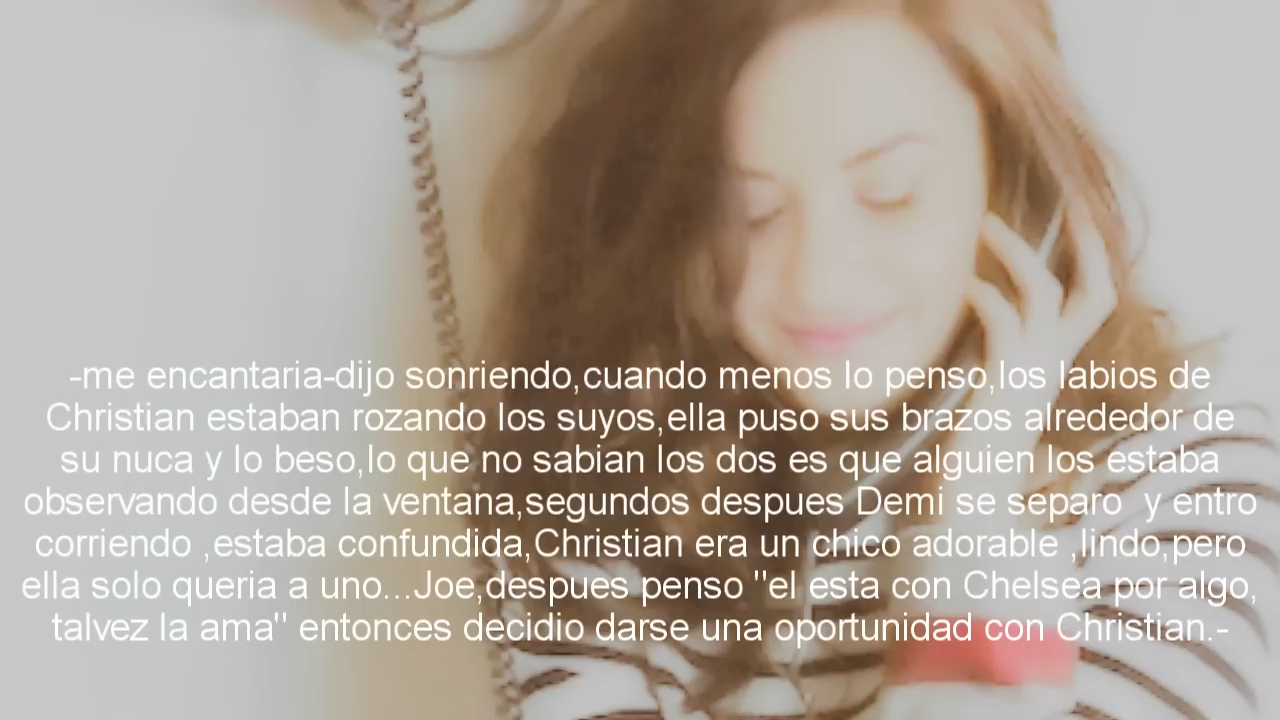 -me encantaria-dijo sonriendo,cuando menos lo penso,los labios de
Christian estaban rozando los suyos,ella puso sus brazos alrededor de
su nuca y lo beso,lo que no sabian los dos es que alguien los estaba
observando desde la ventana,segundos despues Demi se separo  y entro
corriendo ,estaba confundida,Christian era un chico adorable ,lindo,pero
ella solo queria a uno...Joe,despues penso "el esta con Chelsea por algo,
talvez la ama" entonces decidio darse una oportunidad con Christian.-